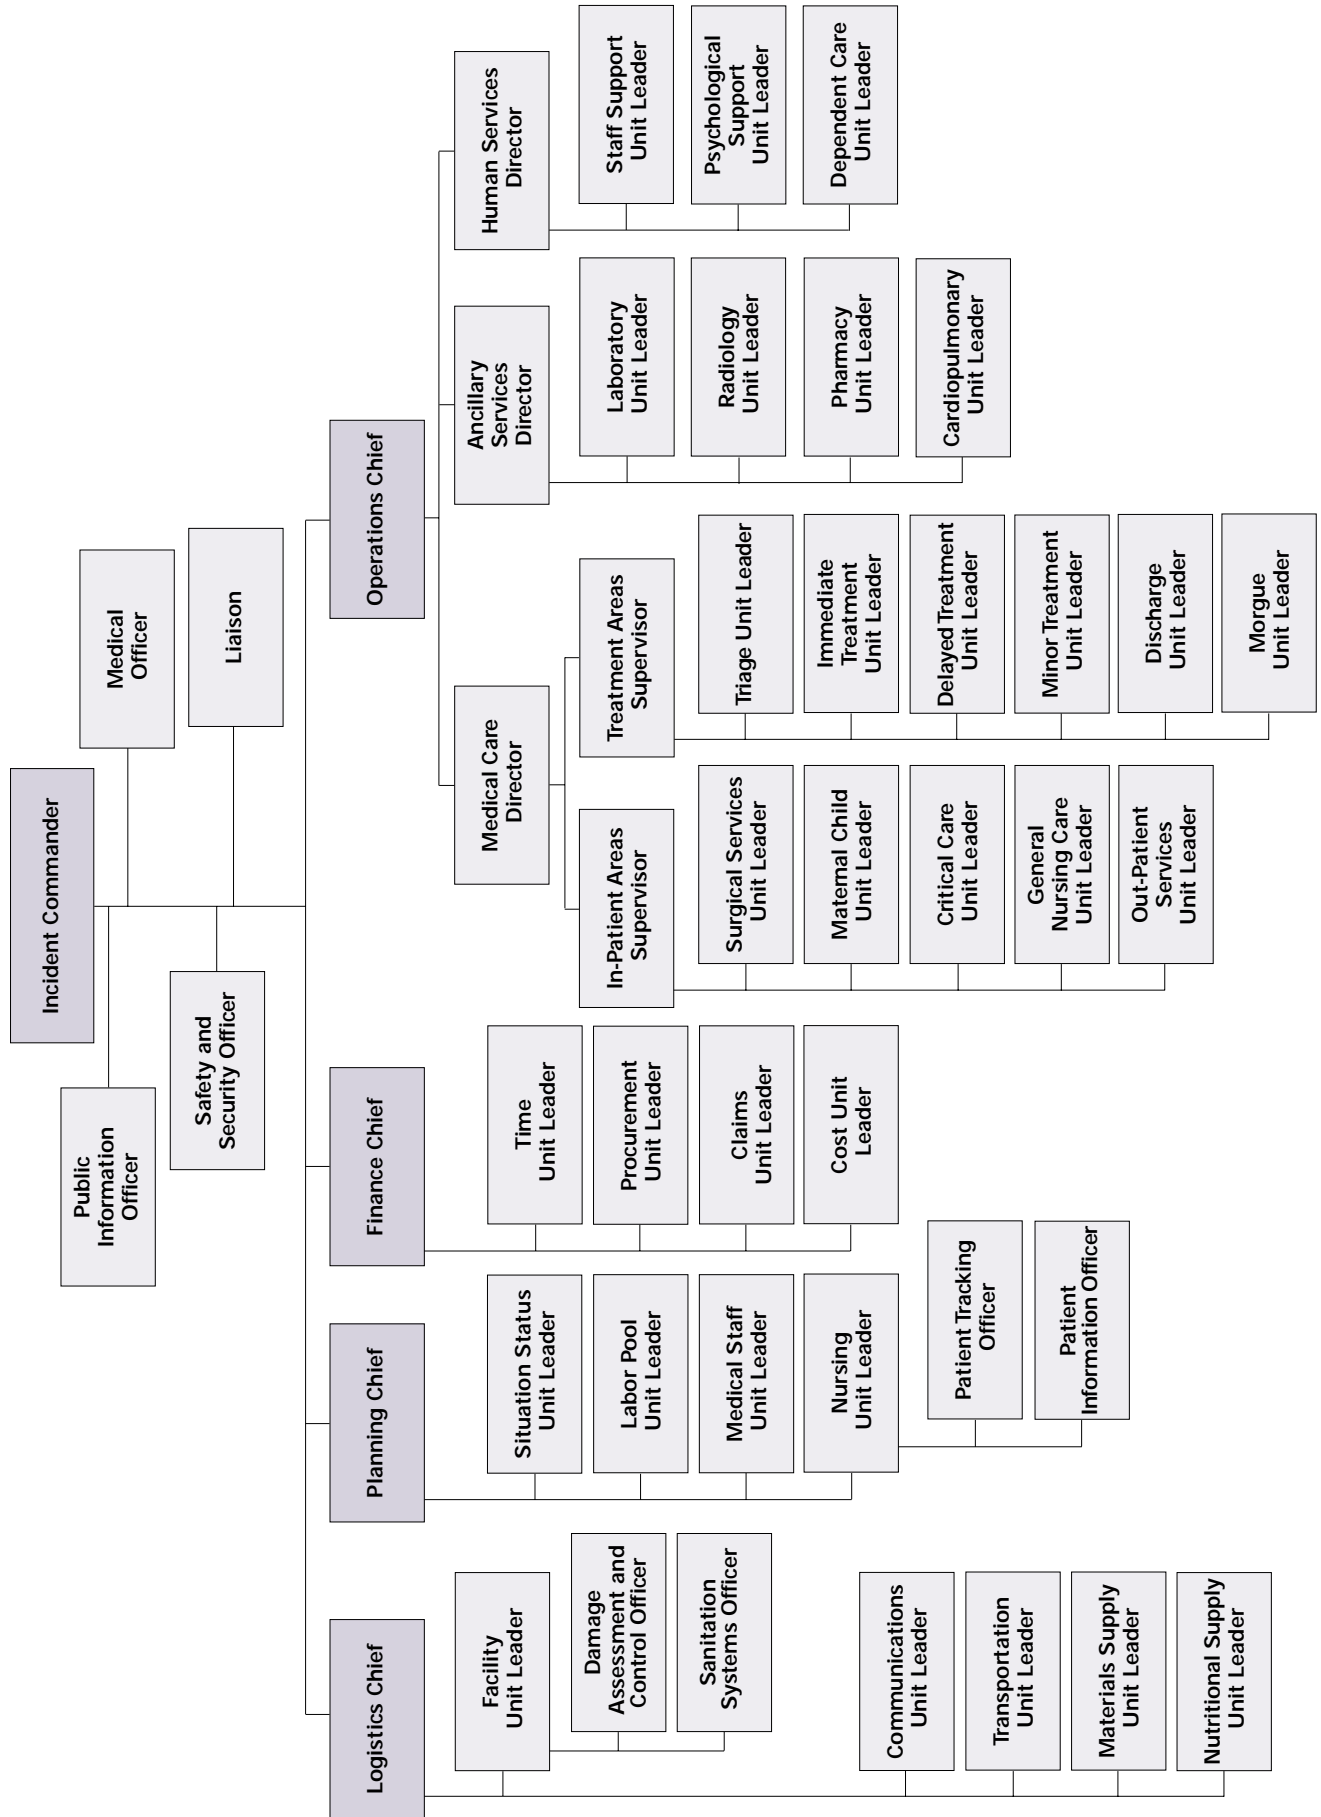 Incident Commander
Public
Information
Officer
Medical
Officer
Safety and
Security Officer
Liaison
Logistics Chief
Facility
Unit Leader
Damage
Assessment and
Control Officer
Sanitation
Systems Officer
Communications
Unit Leader
Transportation
Unit Leader
Materials Supply
Unit Leader
Nutritional Supply
Unit Leader
Planning Chief
Situation Status
Unit Leader
Labor Pool
Unit Leader
Medical Staff
Unit Leader
Nursing
Unit Leader
Patient Tracking
Officer
Patient
Information Officer
Finance Chief
Time
Unit Leader
Procurement
Unit Leader
Claims
Unit Leader
Cost Unit
Leader
Operations Chief
Medical Care
Director
In-Patient Areas
Supervisor
Surgical Services
Unit Leader
Maternal Child
Unit Leader
Critical Care
Unit Leader
General
Nursing Care
Unit Leader
Out-Patient
Services
Unit Leader
Treatment Areas
Supervisor
Triage Unit Leader
Immediate
Treatment
Unit Leader
Delayed Treatment
Unit Leader
Minor Treatment
Unit Leader
Discharge
Unit Leader
Morgue
Unit Leader
Ancillary
Services
Director
Laboratory
Unit Leader
Radiology
Unit Leader
Pharmacy
Unit Leader
Cardiopulmonary
Unit Leader
Human Services
Director
Staff Support
Unit Leader
Psychological
Support
Unit Leader
Dependent Care
Unit Leader